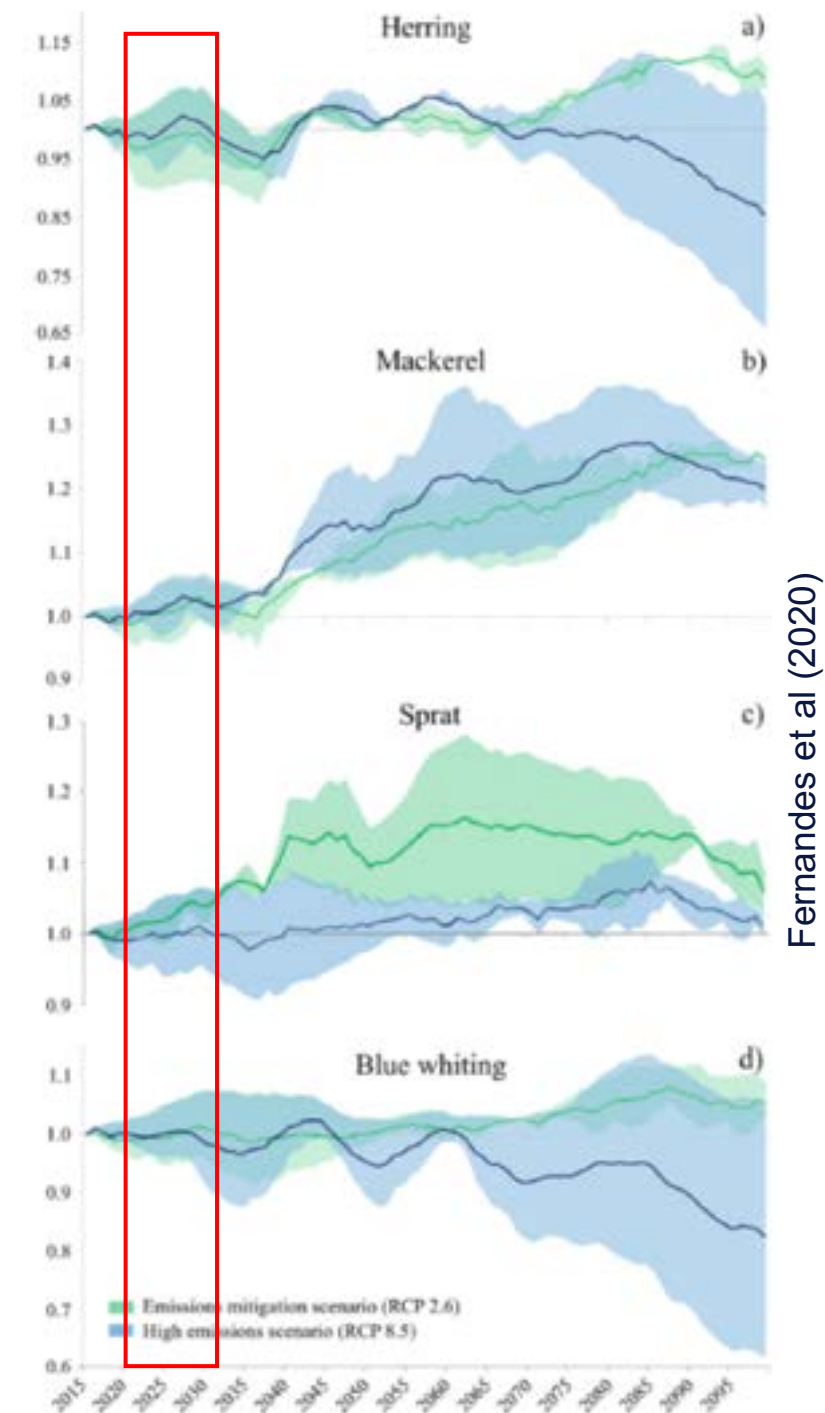 Herring a)
1.15
1.05
0.95
0.85
0.75
0.65
Mackerel b)
1.4
1.3
1.2
1.1
1.0
0.9
Sprat c)
1.3
1.2
1.1
1.0
0.9
Blue whiting d)
1.1
1.0
0.9
0.8
0.7
0.6
Emissions mitigation scenario (RCP 2.6)
High emissions scenario (RCP 8.5)
2015 2020 2025 2030 2035 2040 2045 2050 2055 2060 2065 2070 2075 2080 2085 2090 2095
Fernandes et al (2020)